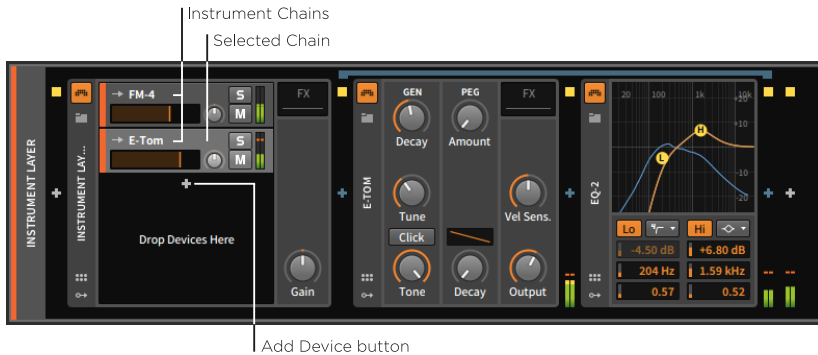 Instrument Chains
Selected Chain
INSTRUMENT LAYER
INSTRUMENT LAY...
FM-4
S
M
E-Tom
S
M
Drop Devices Here
FX
Gain
E-TOM
GEN
PEG
FX
Decay
Amount
Tune
Vel Sens.
Click
Tone
Decay
Output
EQ-2
20
100
1k
10k
+20
+10
-10
-20
L
H
Lo
Hi
-4.50 dB
+6.80 dB
204 Hz
1.59 kHz
0.57
0.52
Add Device button